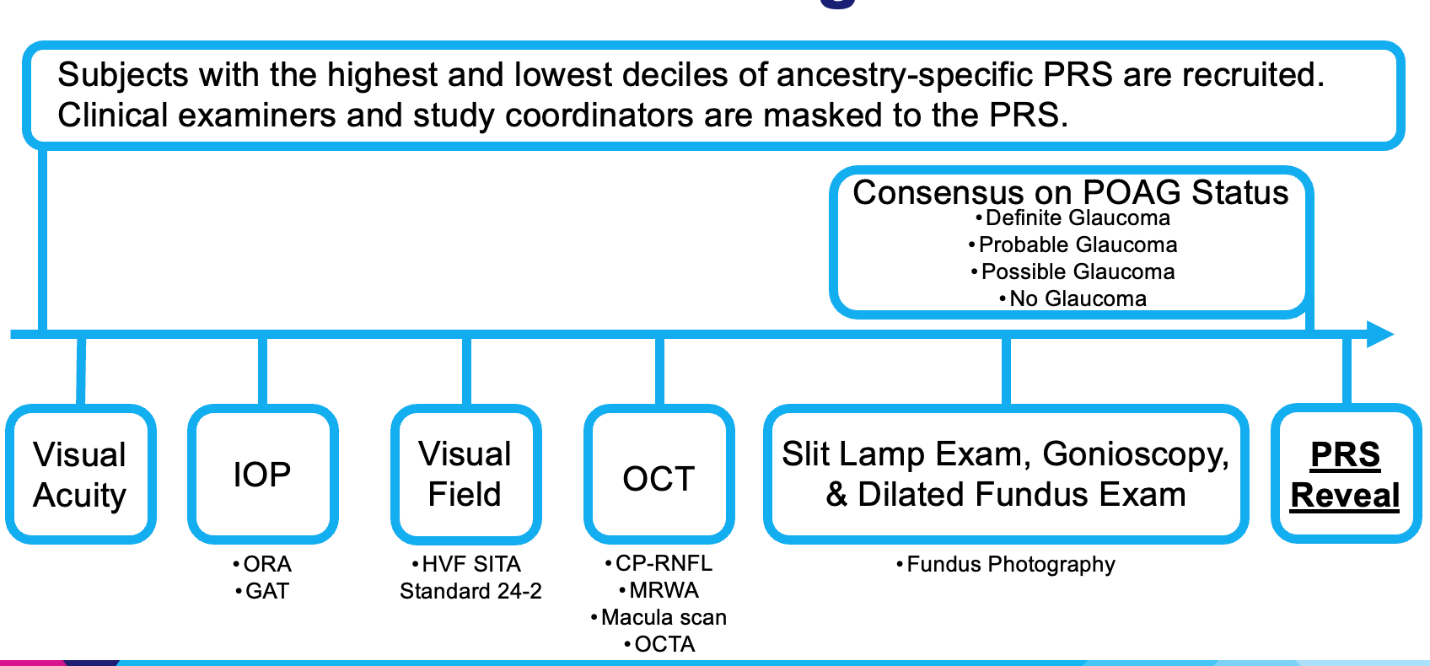 Subjects with the highest and lowest deciles of ancestry-specific PRS are recruited.
Clinical examiners and study coordinators are masked to the PRS.
Consensus on POAG Status
•Definite Glaucoma
•Probable Glaucoma
•Possible Glaucoma
•No Glaucoma
Visual
Acuity
IOP
•ORA
•GAT
Visual
Field
•HVF SITA
Standard 24-2
OCT
•CP-RNFL
•MRWA
•Macula scan
•OCTA
Slit Lamp Exam, Gonioscopy,
& Dilated Fundus Exam
•Fundus Photography
PRS
Reveal